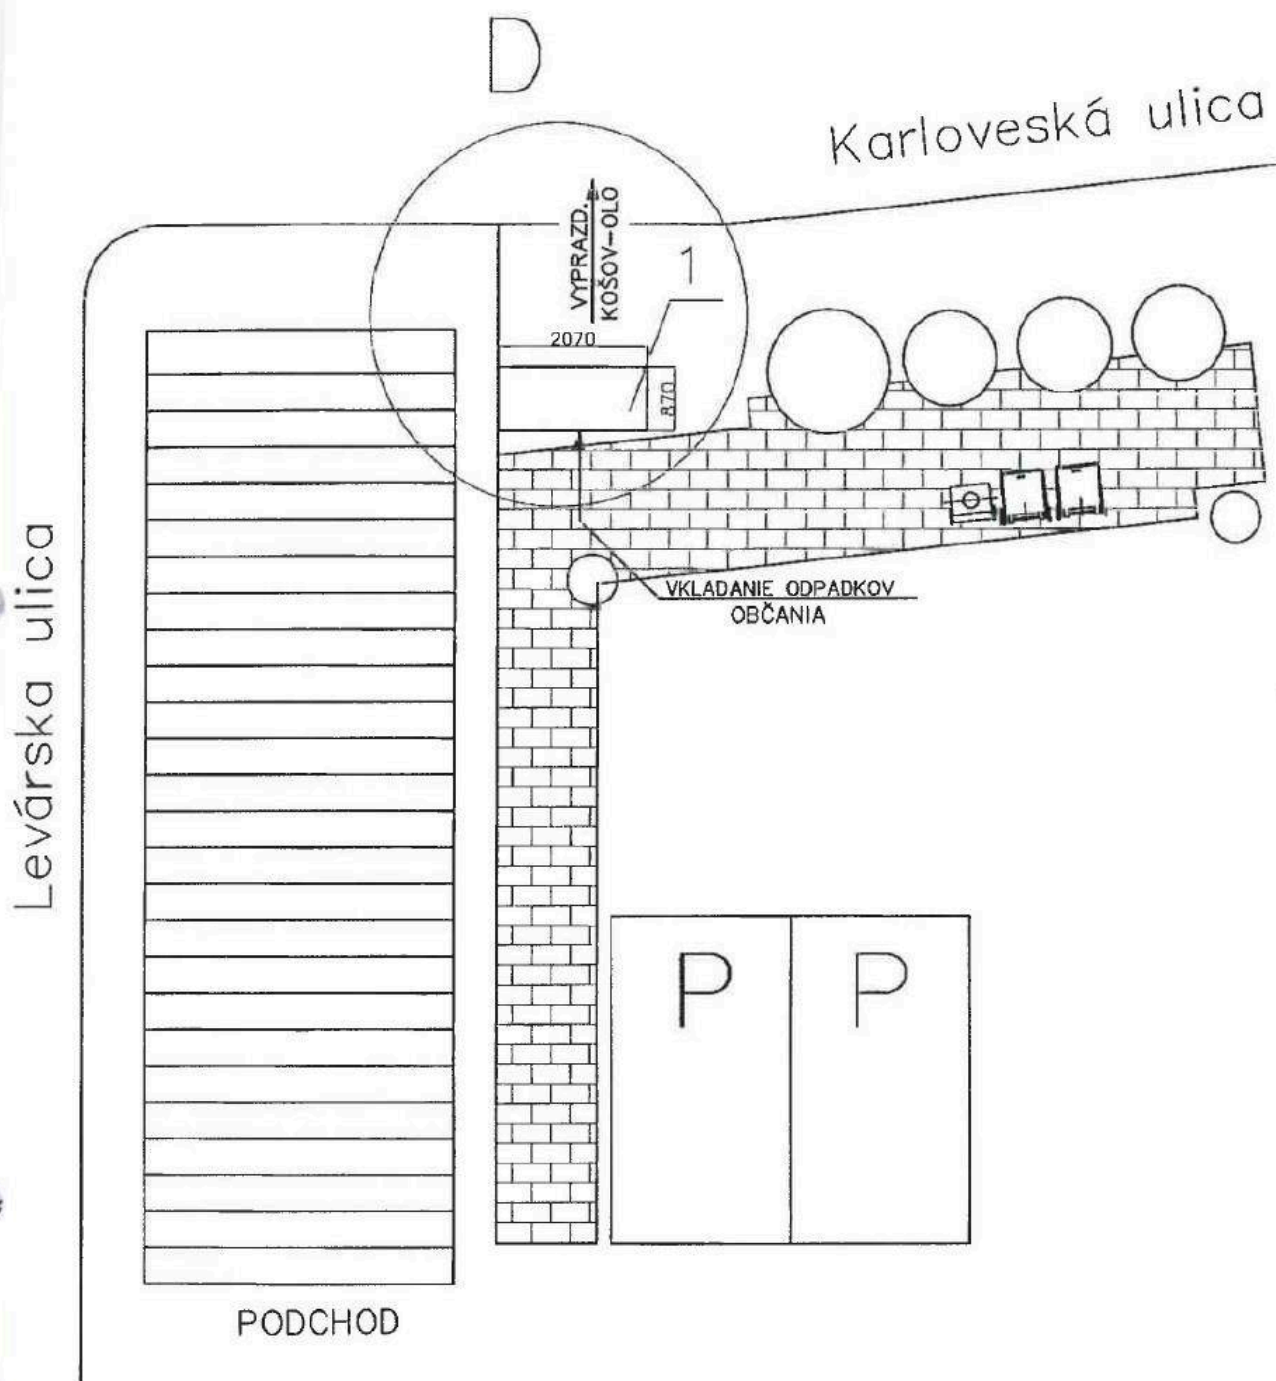 D
Karloveská ulica
VYPRAZD.
KOŠOV-OLO
1
2070
870
VKLADANIE ODPADKOV
OBČANIA
Levárska ulica
P
P
PODCHOD